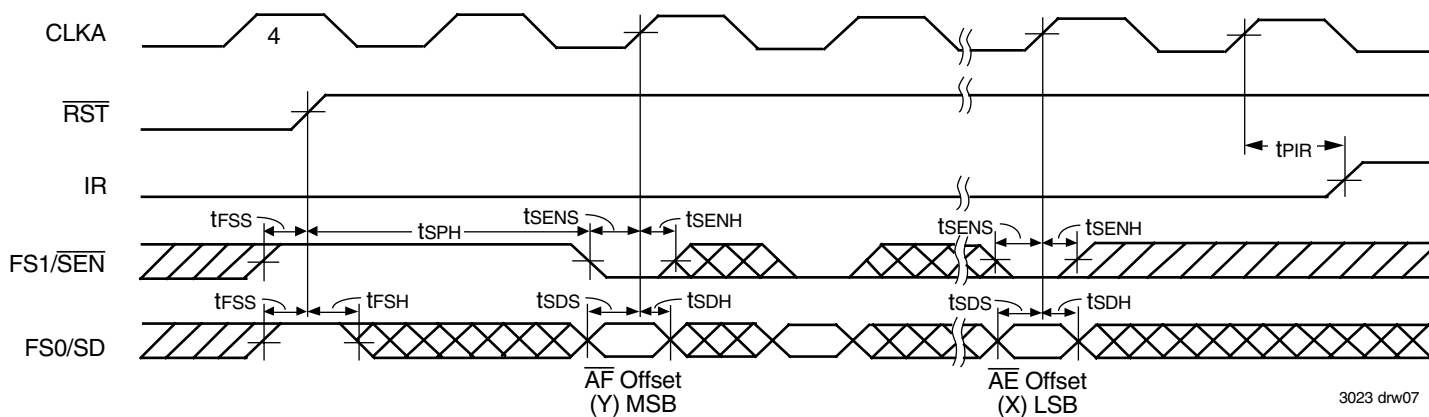 CLKA
4
RST
tPIR
IR
tFSS
tSPH
tSENS
tSENH
tSENS
tSENH
FS1/SEN
tFSS
tFSH
tSDS
tSDH
tSDS
tSDH
FS0/SD
AF Offset
(Y) MSB
AE Offset
(X) LSB
3023 drw07